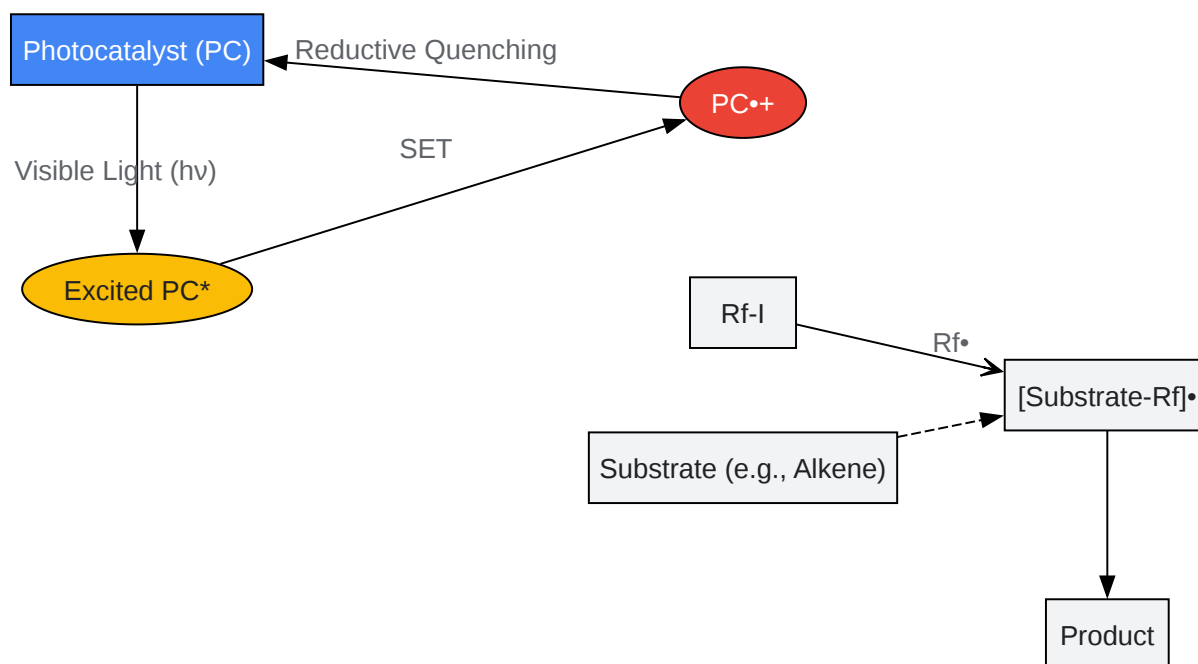 Photocatalyst (PC)
Reductive Quenching
PC•+
SET
Visible Light (hν)
Excited PC*
Rf-I
Rf•
[Substrate-Rf]•
Substrate (e.g., Alkene)
Product